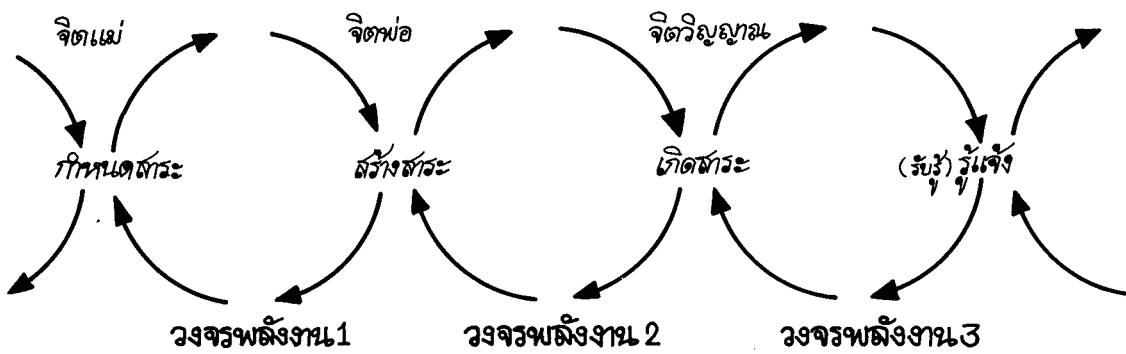 จิตแม่ จิตพ่อ จิตวิญญาณ
กำหนดสาระ สร้างสาระ เกิดสาระ (รับรู้) รู้แจ้ง
วงจรพลังงาน 1 วงจรพลังงาน 2 วงจรพลังงาน 3